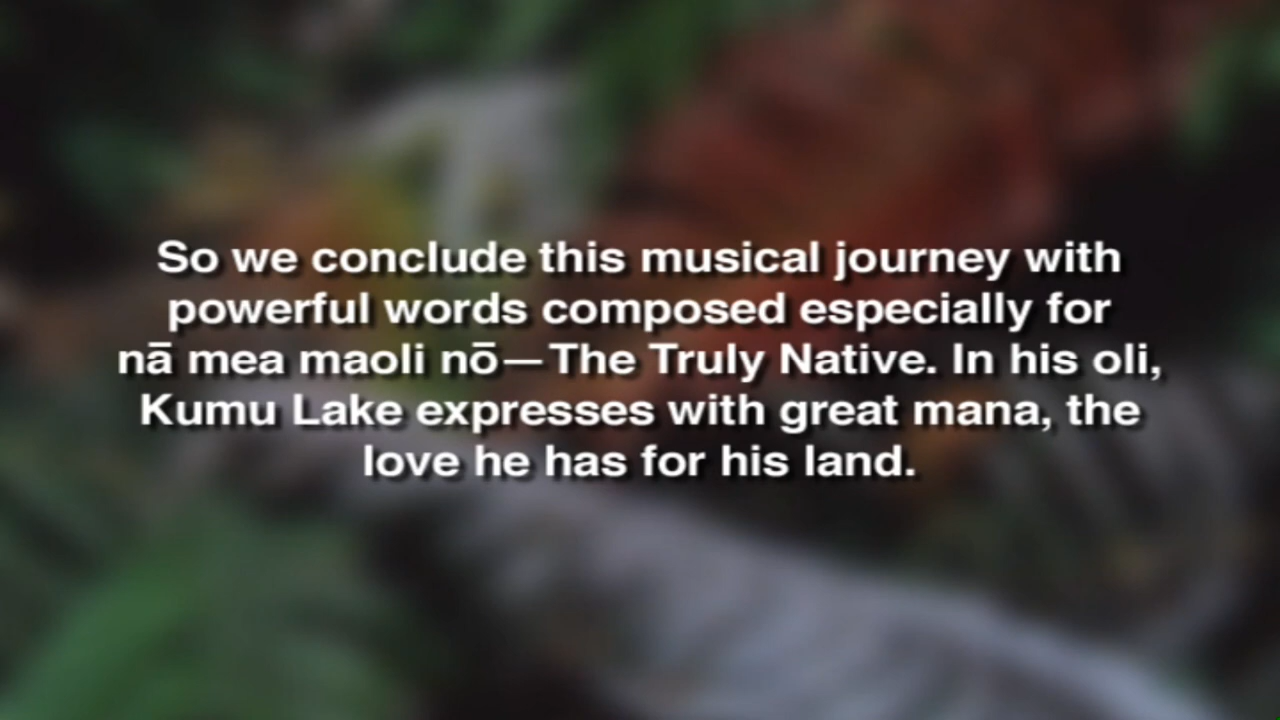 So we conclude this musical journey with
powerful words composed especially for
nā mea maoli nō—The Truly Native. In his oli,
Kumu Lake expresses with great mana, the
love he has for his land.